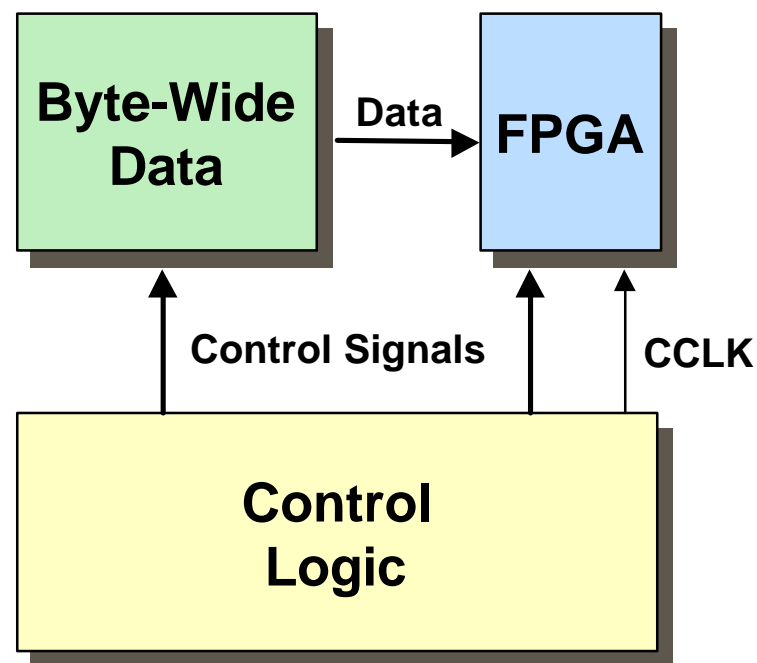 Byte-Wide
Data
Data
FPGA
Control Signals
CCLK
Control
Logic